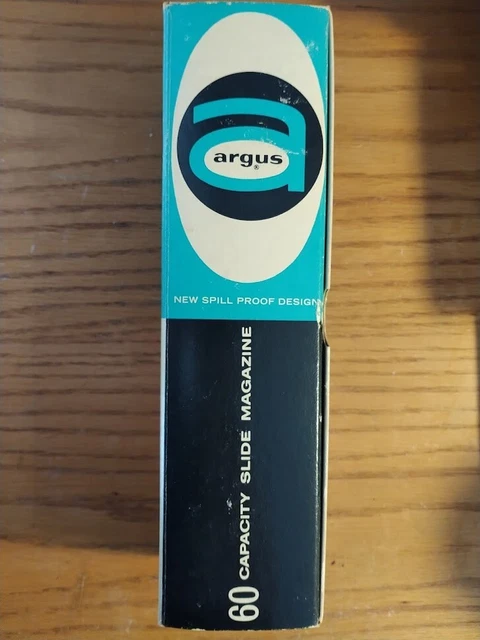 a
argus®
NEW SPILL PROOF DESIGN
60 CAPACITY SLIDE MAGAZINE